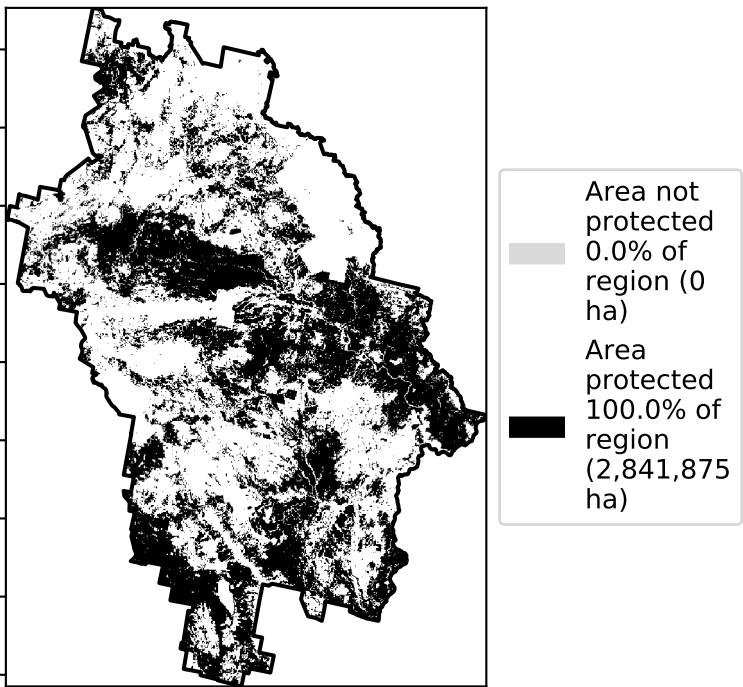 Area not
protected
0.0% of
region (0
ha)
Area
protected
100.0% of
region
(2,841,875
ha)